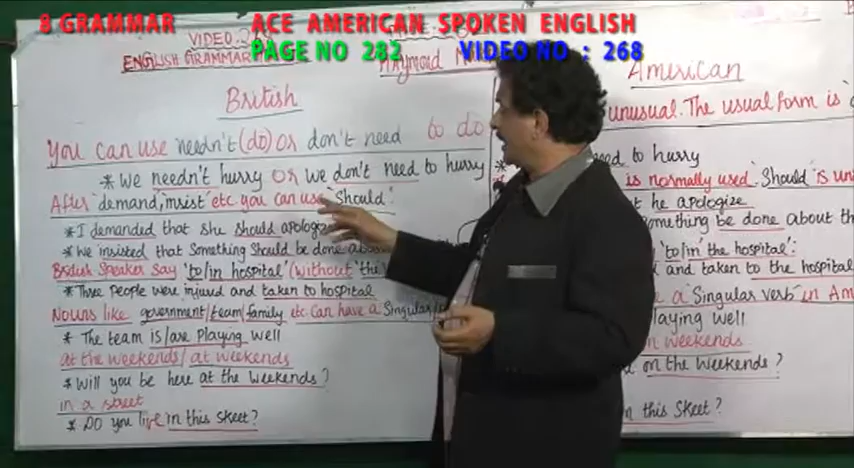 8 GRAMMAR
ACE AMERICAN SPOKEN ENGLISH
PAGE NO 282 VIDEO NO : 268
VIDEO
ENGLISH GRAMMAR
Raymond
British
American
You can use needn't (do) or don't need to do
* We needn't hurry or we don't need to hurry
After 'demand, insist' etc you can use 'Should'.
* I demanded that she should apologize
* We insisted that Something Should be done about
British Speaker Say 'to/in hospital' (without 'the
* Three People were injured and taken to hospital
Nouns like government/team/family etc. Can have a Singular
* The team is/are Playing well
at the weekends / at weekends
* Will you be here at the weekends?
in a street
* Do you live in this Skeet?
unusual. The usual form is
to hurry
is normally used. 'Should' is
he apologize
something be done about
'to/in the hospital':
and taken to the hospital
a Singular verb in
playing well
weekends
on the weekends?
in this Skeet?